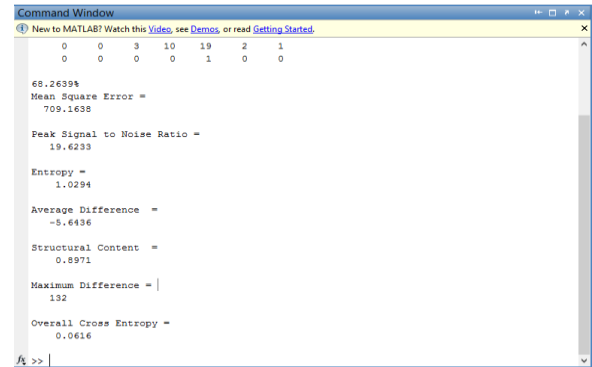 Command Window
New to MATLAB? Watch this Video, see Demos, or read Getting Started.
0 0 3 10 19 2 1
0 0 0 0 1 0 0
68.2639%
Mean Square Error =
709.1638
Peak Signal to Noise Ratio =
19.6233
Entropy =
1.0294
Average Difference =
-5.6436
Structural Content =
0.8971
Maximum Difference =
132
Overall Cross Entropy =
0.0616
fx >>